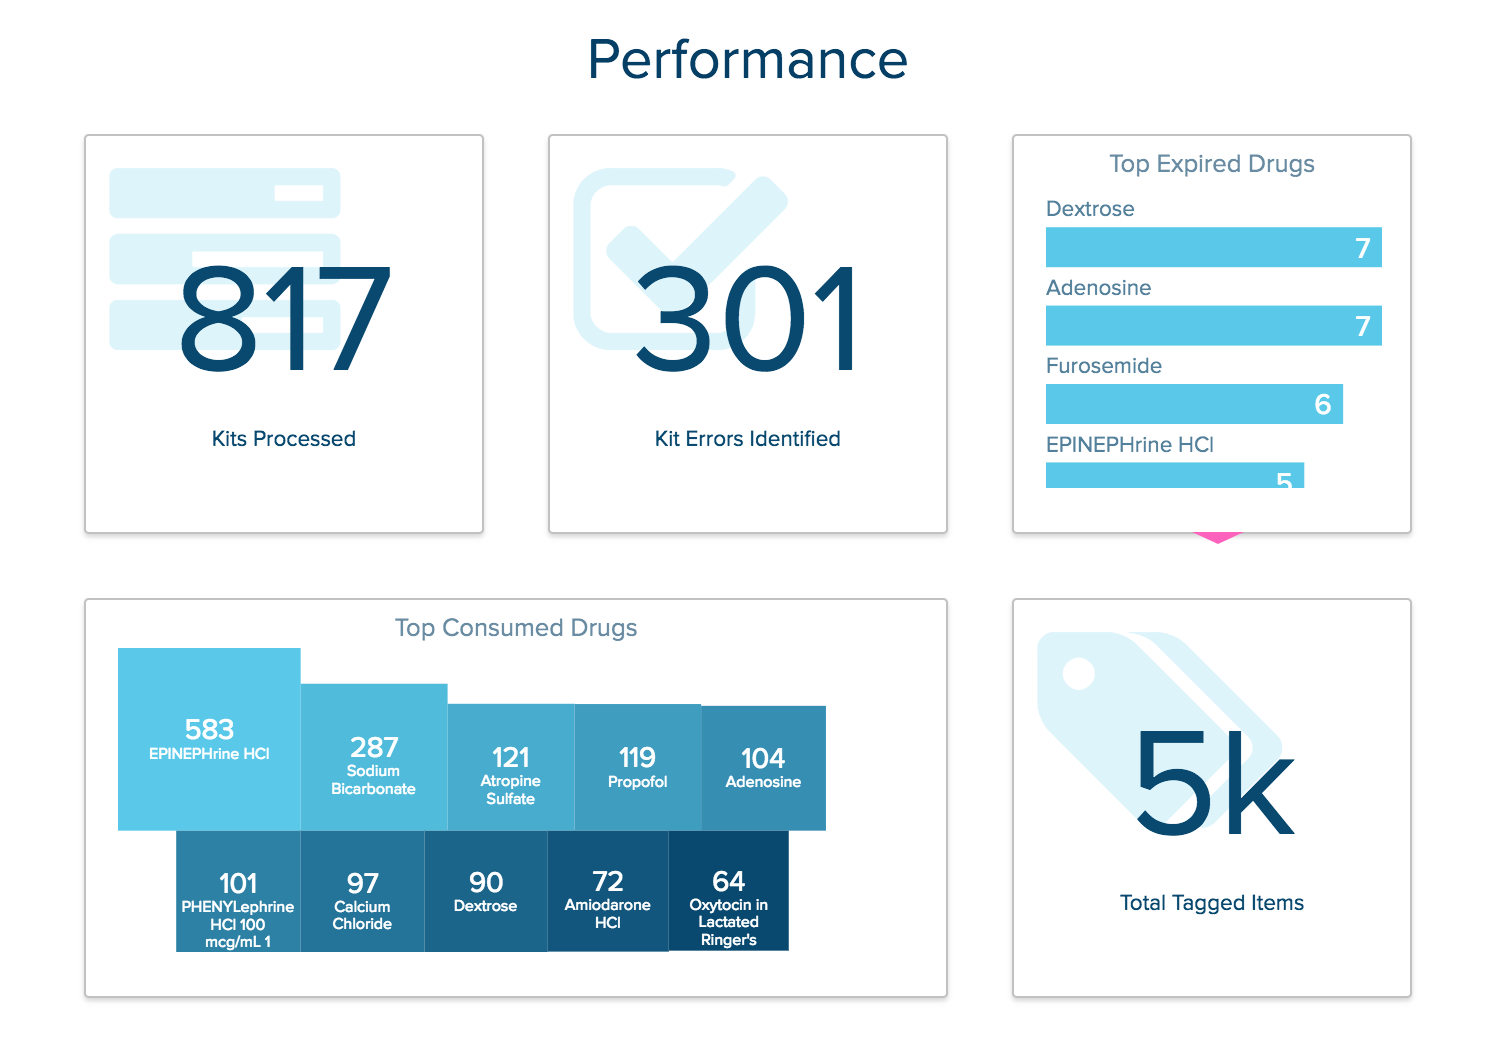 Performance
817
Kits Processed
301
Kit Errors Identified
Top Expired Drugs
Dextrose
7
Adenosine
7
Furosemide
6
EPINEPHrine HCl
5
Top Consumed Drugs
583
EPINEPHrine HCl
287
Sodium
Bicarbonate
121
Atropine
Sulfate
119
Propofol
104
Adenosine
101
PHENYLephrine
HCl 100
mcg/mL 1
97
Calcium
Chloride
90
Dextrose
72
Amiodarone
HCl
64
Oxytocin in
Lactated
Ringer's
5k
Total Tagged Items